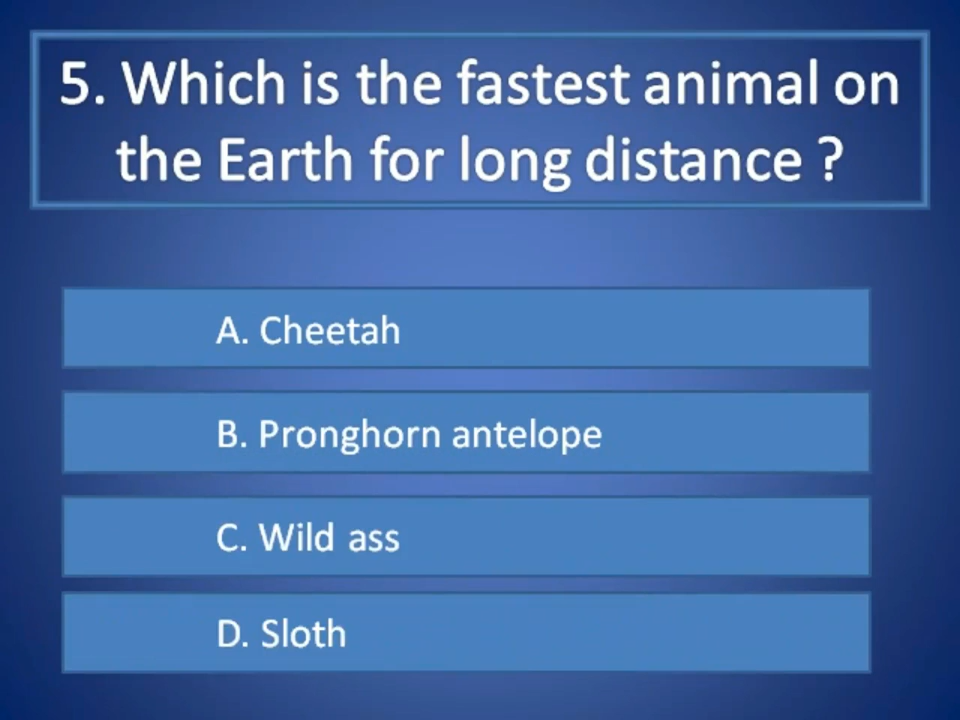 5. Which is the fastest animal on
the Earth for long distance ?
A. Cheetah
B. Pronghorn antelope
C. Wild ass
D. Sloth